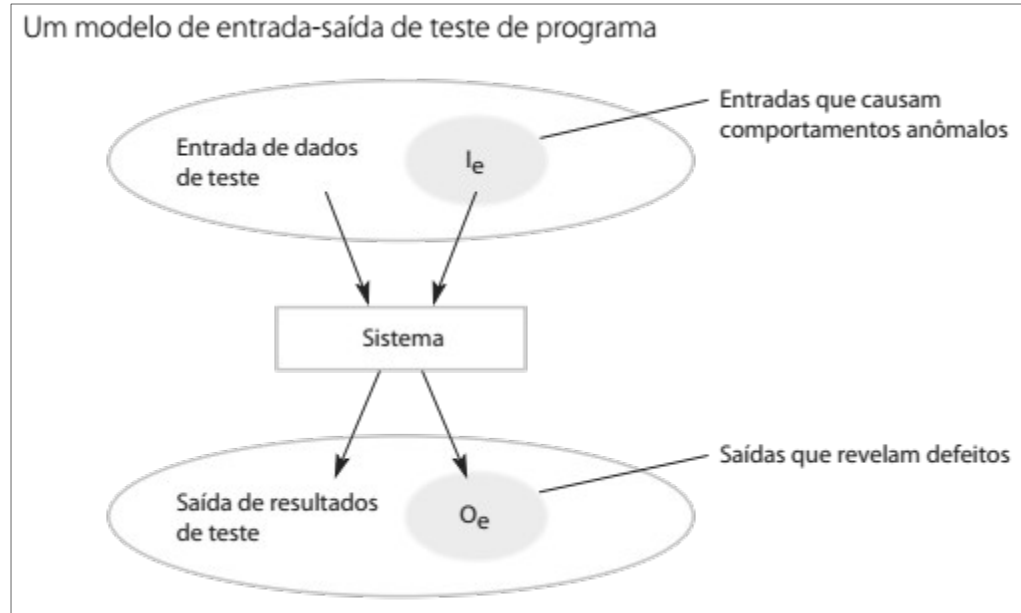 Um modelo de entrada-saída de teste de programa
Entradas que causam
comportamentos anômalos
Entrada de dados
de teste
Ie
Sistema
Saídas que revelam defeitos
Saída de resultados
de teste
Oe